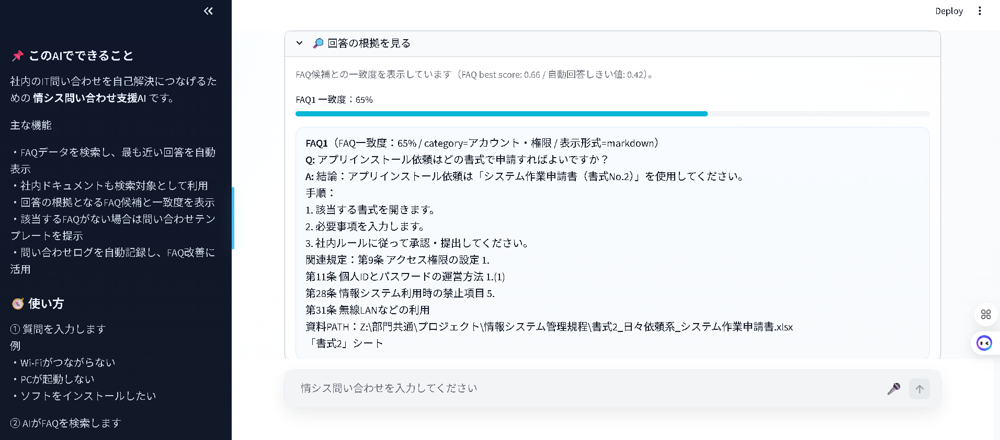 Deploy
このAIでできること
社内のIT問い合わせを自己解決につなげるた
めの 情シス問い合わせ支援AI です。
主な機能
・FAQデータを検索し、最も近い回答を自動
表示
・社内ドキュメントも検索対象として利用
・回答の根拠となるFAQ候補と一致度を表示
・該当するFAQがない場合は問い合わせテン
プレートを提示
・問い合わせログを自動記録し、FAQ改善に
活用
使い方
① 質問を入力します
例
・Wi-Fiがつながらない
・PCが起動しない
・ソフトをインストールしたい
② AIがFAQを検索します
回答の根拠を見る
FAQ候補との一致度を表示しています（FAQ best score: 0.66 / 自動回答しきい値: 0.42）。
FAQ1 一致度：65%
FAQ1（FAQ一致度：65% / category=アカウント・権限 / 表示形式=markdown）
Q: アプリインストール依頼はどの書式で申請すればよいですか？
A: 結論：アプリインストール依頼は「システム作業申請書（書式No.2）」を使用してください。
手順：
1. 該当する書式を開きます。
2. 必要事項を入力します。
3. 社内ルールに従って承認・提出してください。
関連規定：第9条 アクセス権限の設定 1.
第11条 個人IDとパスワードの運営方法 1.(1)
第28条 情報システム利用時の禁止項目 5.
第31条 無線LANなどの利用
資料PATH：Z:\部門共通\プロジェクト\情報システム管理規程\書式2_日々依頼系_システム作業申請書.xlsx
「書式2」シート
情シス問い合わせを入力してください